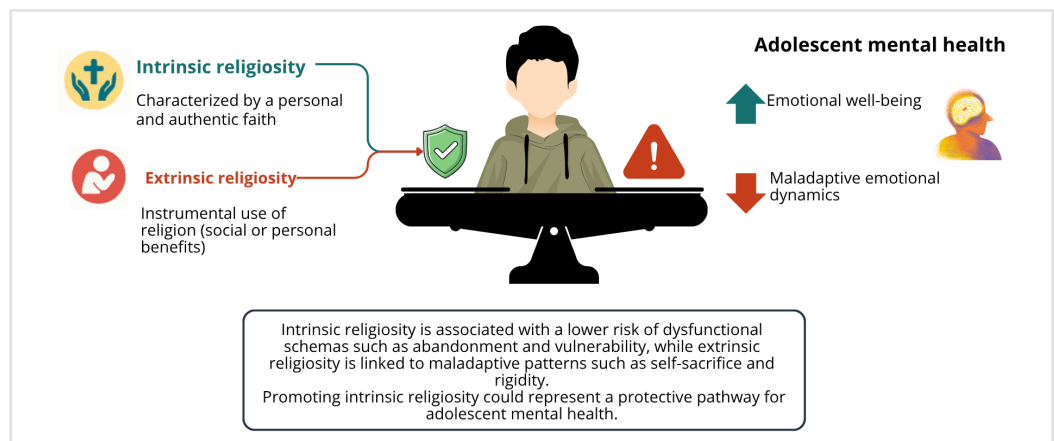 Adolescent mental health
Intrinsic religiosity
Characterized by a personal
and authentic faith
Extrinsic religiosity
Instrumental use of
religion (social or personal
benefits)
Emotional well-being
Maladaptive emotional
dynamics
Intrinsic religiosity is associated with a lower risk of dysfunctional
schemas such as abandonment and vulnerability, while extrinsic
religiosity is linked to maladaptive patterns such as self-sacrifice and
rigidity.
Promoting intrinsic religiosity could represent a protective pathway for
adolescent mental health.